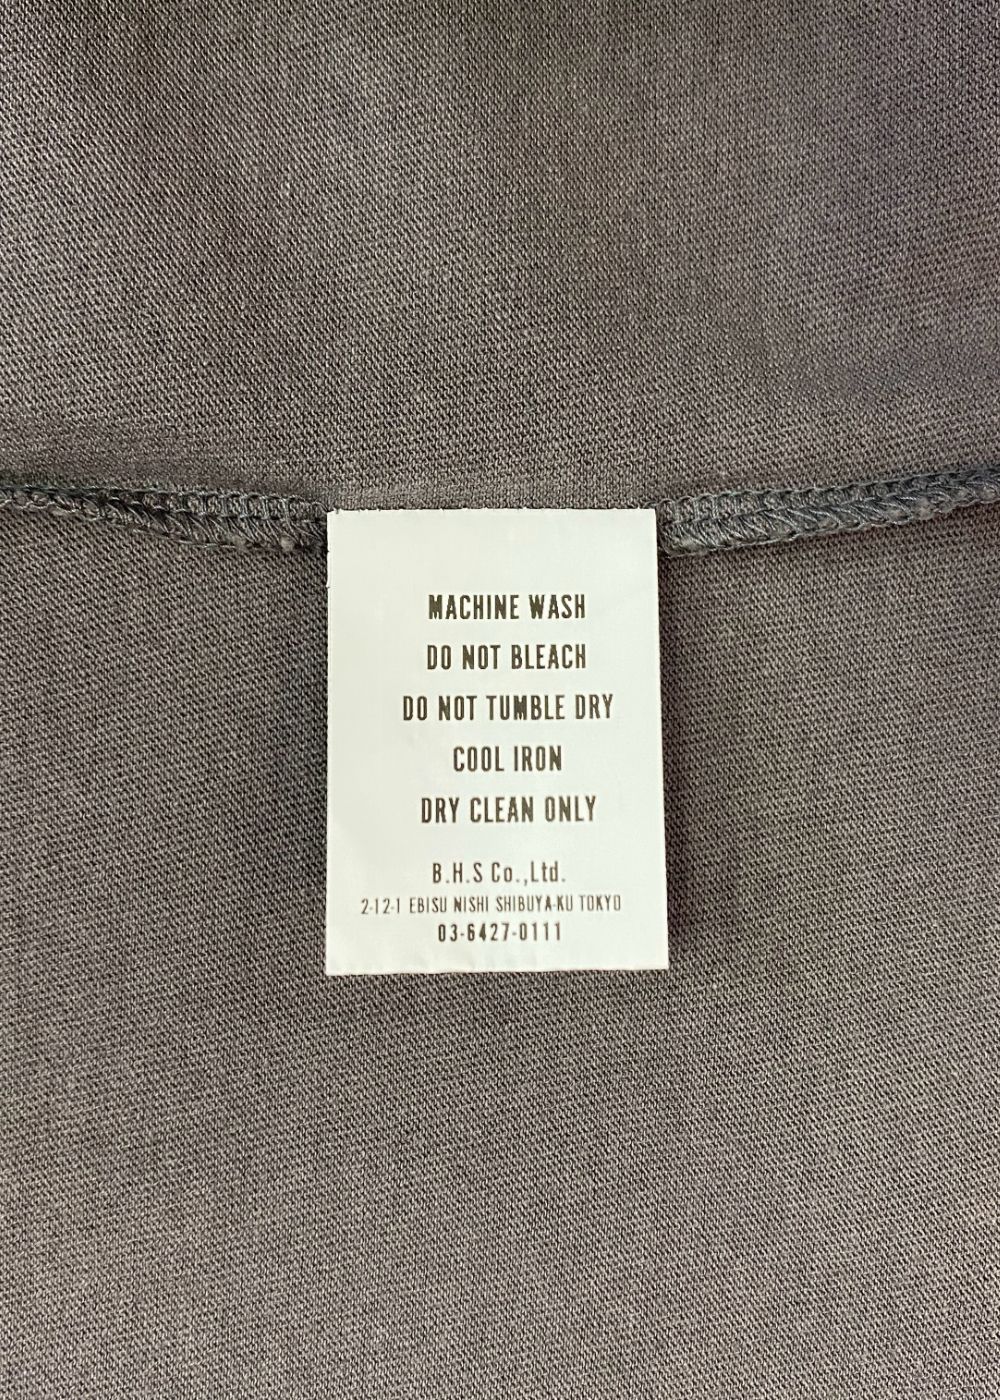 MACHINE WASH
DO NOT BLEACH
DO NOT TUMBLE DRY
COOL IRON
DRY CLEAN ONLY
B.H.S Co.,Ltd.
2-12-1 EBISU NISHI SHIBUYA-KU TOKYO
03-6427-0111